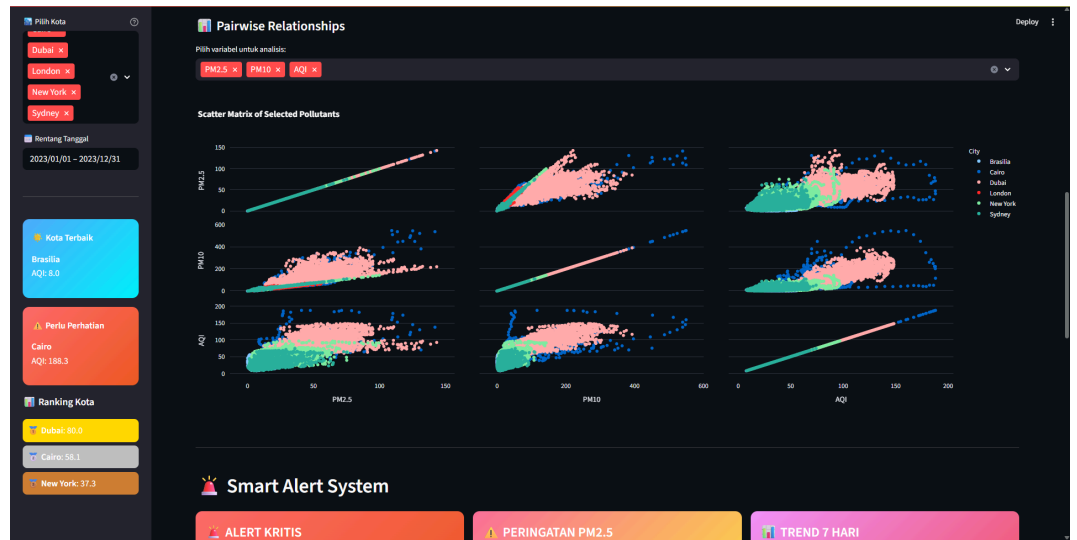 Pilih Kota
Dubai ×
London ×
New York ×
Sydney ×
Rentang Tanggal
2023/01/01 – 2023/12/31
Kota Terbaik
Brasilia
AQI: 8.0
Perlu Perhatian
Cairo
AQI: 188.3
Ranking Kota
Dubai: 80.0
Cairo: 58.1
New York: 37.3
Deploy
Pairwise Relationships
Pilih variabel untuk analisis:
PM2.5 × PM10 × AQI ×
Scatter Matrix of Selected Pollutants
PM2.5
150
100
50
0
PM10
600
400
200
0
AQI
200
150
100
50
0
0 50 100 150
PM2.5
0 200 400 600
PM10
0 50 100 150 200
AQI
City
Brasilia
Cairo
Dubai
London
New York
Sydney
Smart Alert System
ALERT KRITIS
PERINGATAN PM2.5
TREND 7 HARI